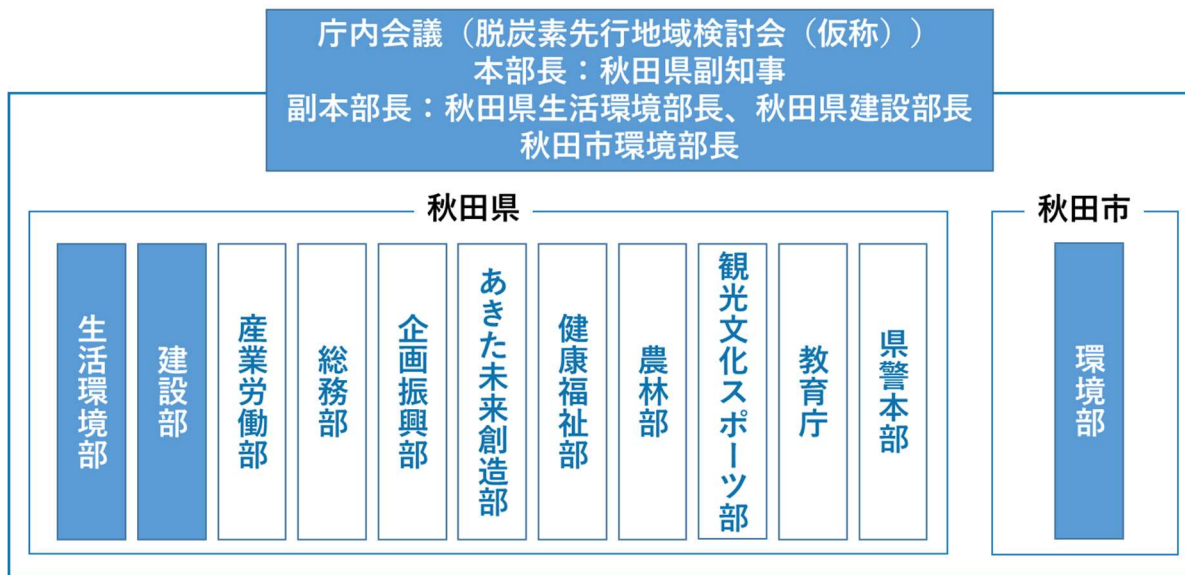 庁内会議（脱炭素先行地域検討会（仮称））
本部長：秋田県副知事
副本部長：秋田県生活環境部長、秋田県建設部長
秋田市環境部長
秋田県
生活環境部
建設部
産業労働部
総務部
企画振興部
あきた未来創造部
健康福祉部
農林部
観光文化スポーツ部
教育庁
県警本部
秋田市
環境部